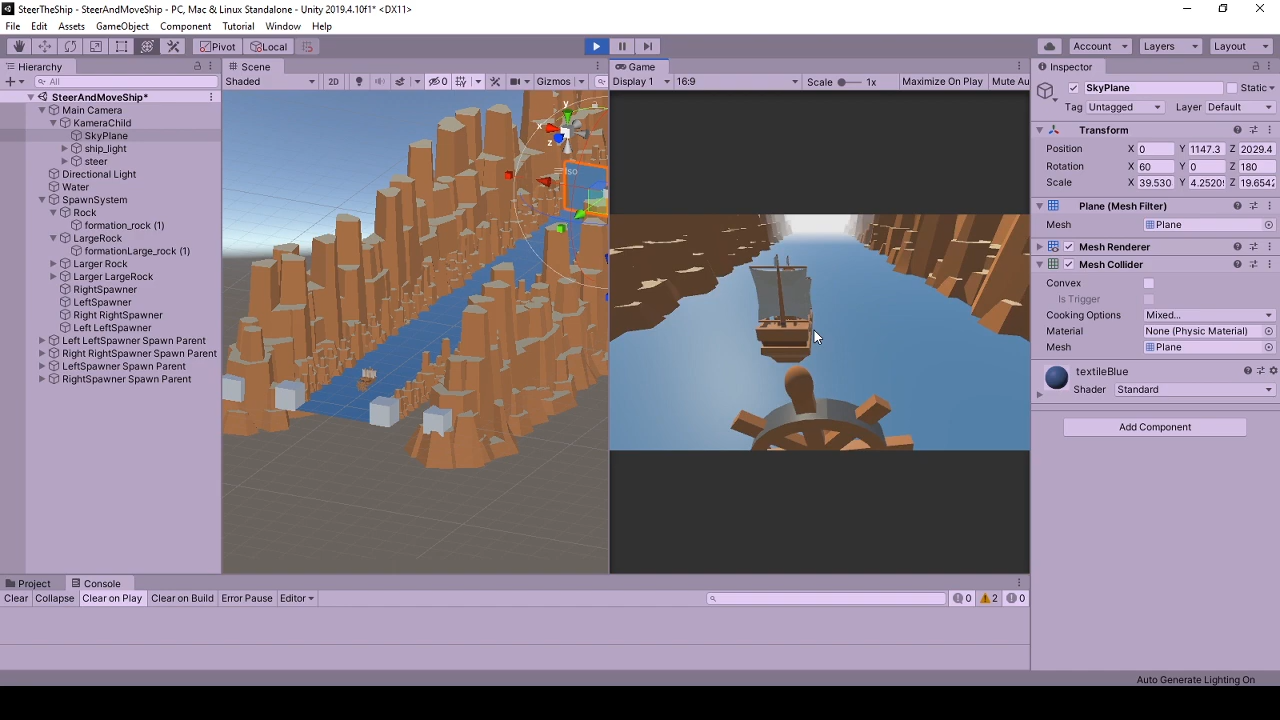 SteerTheShip - SteerAndMoveShip - PC, Mac & Linux Standalone - Unity 2019.4.10f1* <DX11>
File Edit Assets GameObject Component Tutorial Window Help
Pivot Local Account Layers Layout
Hierarchy
All
SteerAndMoveShip*
Main Camera
KameraChild
SkyPlane
ship_light
steer
Directional Light
Water
SpawnSystem
Rock
formation_rock (1)
LargeRock
formationLarge_rock (1)
Larger Rock
Larger LargeRock
RightSpawner
LeftSpawner
Right RightSpawner
Left LeftSpawner
Left LeftSpawner Spawn Parent
Right RightSpawner Spawn Parent
LeftSpawner Spawn Parent
RightSpawner Spawn Parent
Scene
Shaded 2D 0 Gizmos
y
x
z
Iso
Game
Display 1 16:9 Scale 1x Maximize On Play Mute Au
Inspector
SkyPlane Static
Tag Untagged Layer Default
Transform
Position X 0 Y 1147.3 Z 2029.4
Rotation X 60 Y 0 Z 180
Scale X 39.530 Y 4.2520 Z 19.6542
Plane (Mesh Filter)
Mesh Plane
Mesh Renderer
Mesh Collider
Convex
Is Trigger
Cooking Options Mixed...
Material None (Physic Material)
Mesh Plane
textileBlue
Shader Standard
Add Component
Project Console
Clear Collapse Clear on Play Clear on Build Error Pause Editor 0 2 0
Auto Generate Lighting On